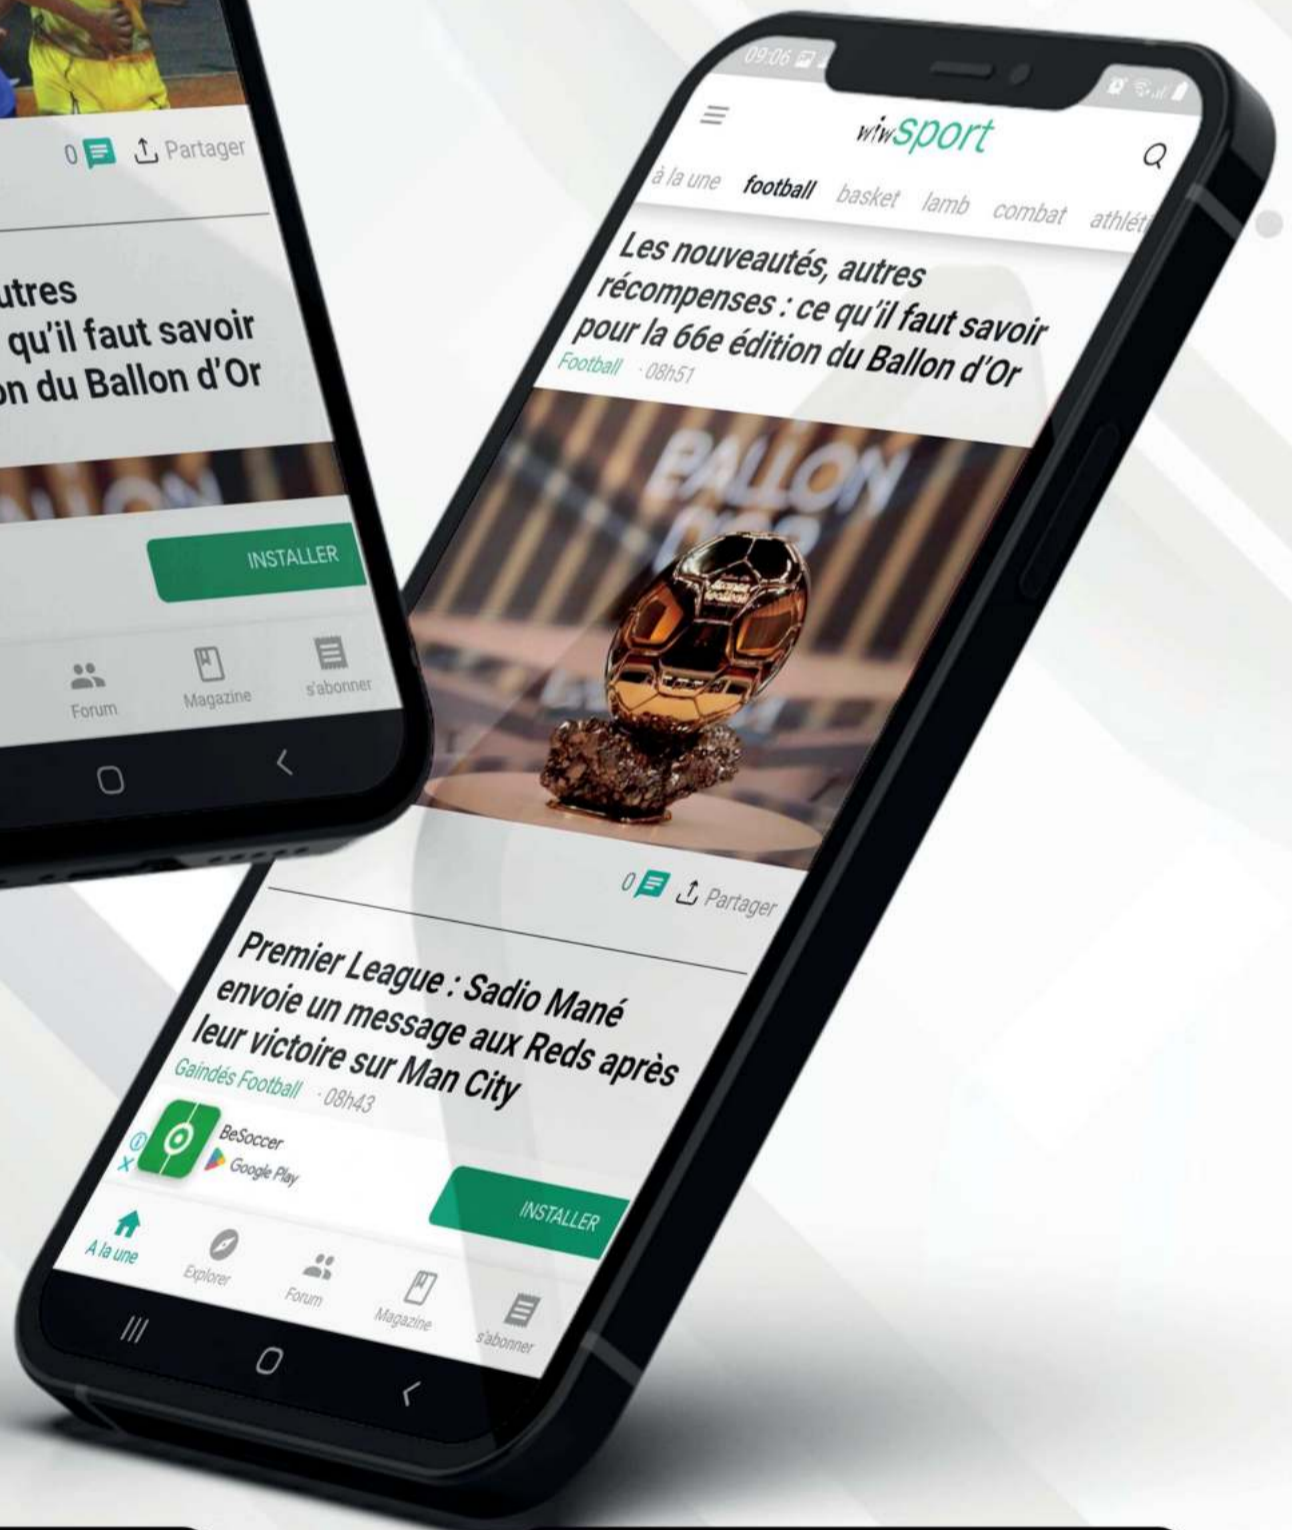 0 Partager
utres
qu'il faut savoir
on du Ballon d'Or
INSTALLER
Forum
Magazine
s'abonner
09:06
wiwsport
à la une football basket lamb combat athléti
Les nouveautés, autres
récompenses : ce qu'il faut savoir
pour la 66e édition du Ballon d'Or
Football · 08h51
BALLON
D'OR
0 Partager
Premier League : Sadio Mané
envoie un message aux Reds après
leur victoire sur Man City
Gaindés Football · 08h43
BeSoccer
Google Play
INSTALLER
A la une
Explorer
Forum
Magazine
s'abonner